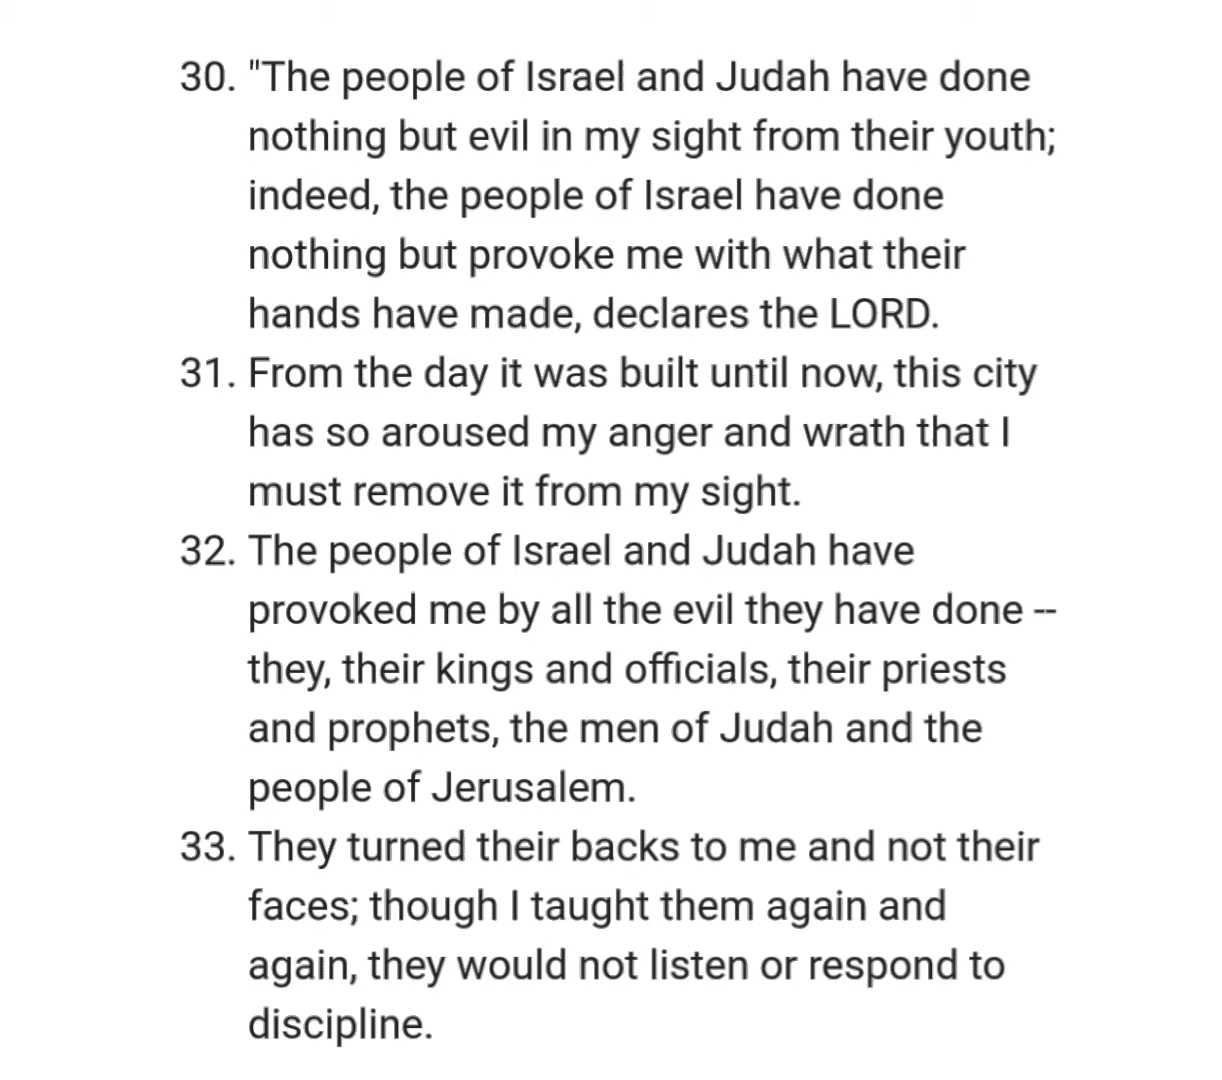 30. "The people of Israel and Judah have done
nothing but evil in my sight from their youth;
indeed, the people of Israel have done
nothing but provoke me with what their
hands have made, declares the LORD.
31. From the day it was built until now, this city
has so aroused my anger and wrath that I
must remove it from my sight.
32. The people of Israel and Judah have
provoked me by all the evil they have done --
they, their kings and officials, their priests
and prophets, the men of Judah and the
people of Jerusalem.
33. They turned their backs to me and not their
faces; though I taught them again and
again, they would not listen or respond to
discipline.